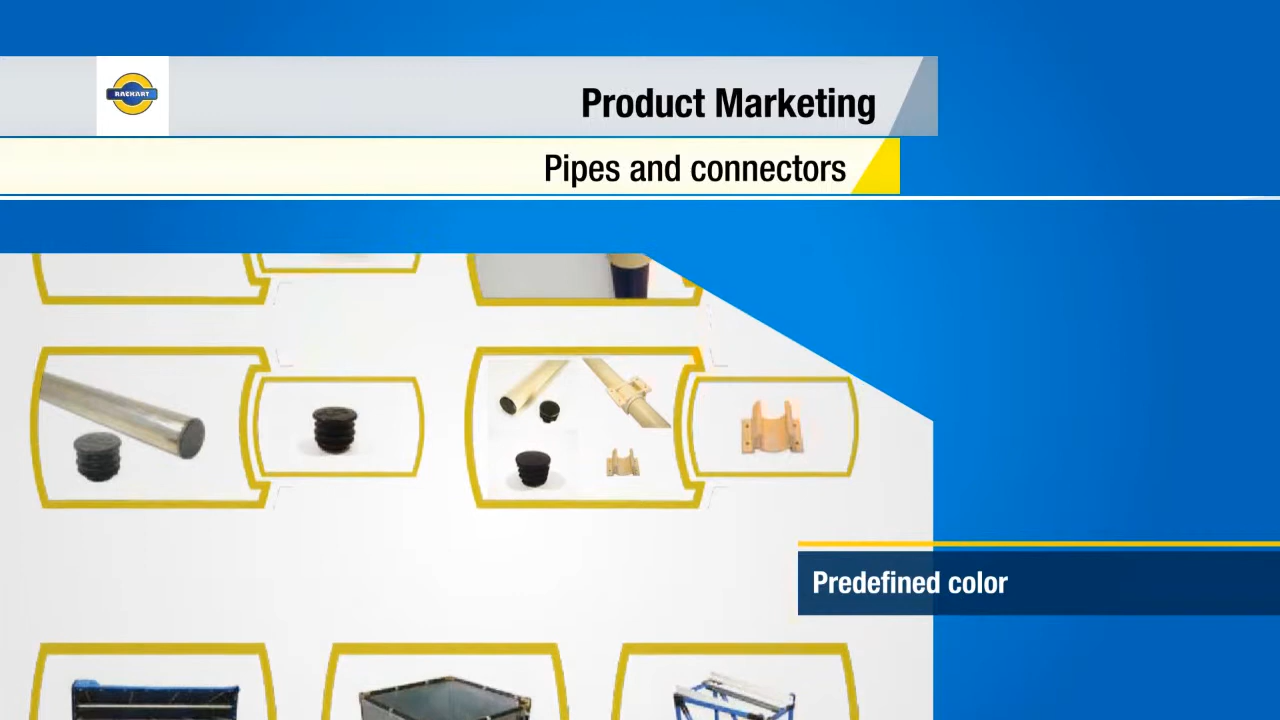 RACKART
Product Marketing
Pipes and connectors
Predefined color